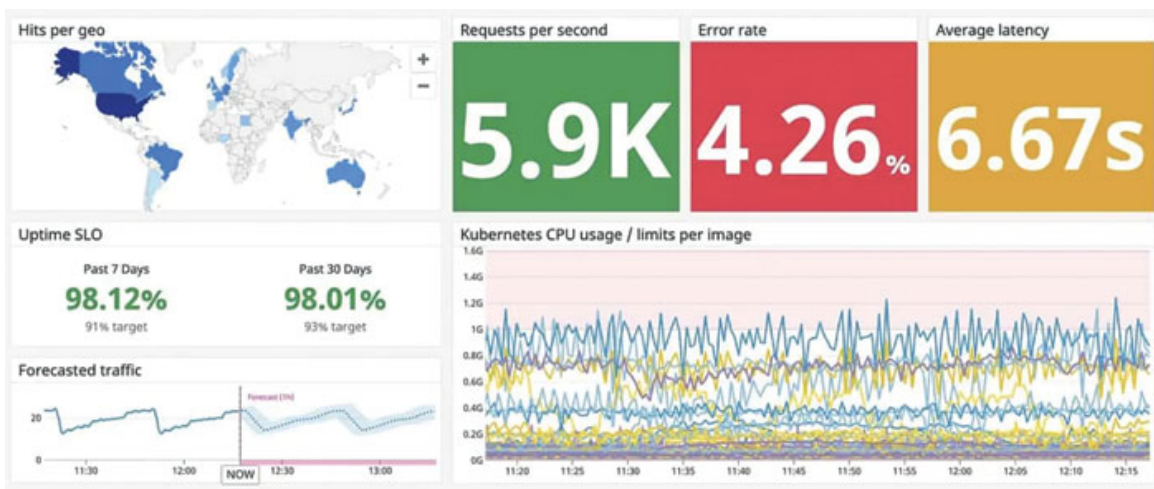 Hits per geo
+
−
Requests per second
5.9K
Error rate
4.26%
Average latency
6.67s
Uptime SLO
Past 7 Days
98.12%
91% target
Past 30 Days
98.01%
93% target
Forecasted traffic
Forecast (1h)
20
0
11:30
12:00
NOW
12:30
13:00
Kubernetes CPU usage / limits per image
1.6G
1.4G
1.2G
1G
0.8G
0.6G
0.4G
0.2G
0G
11:20
11:25
11:30
11:35
11:40
11:45
11:50
11:55
12:00
12:05
12:10
12:15